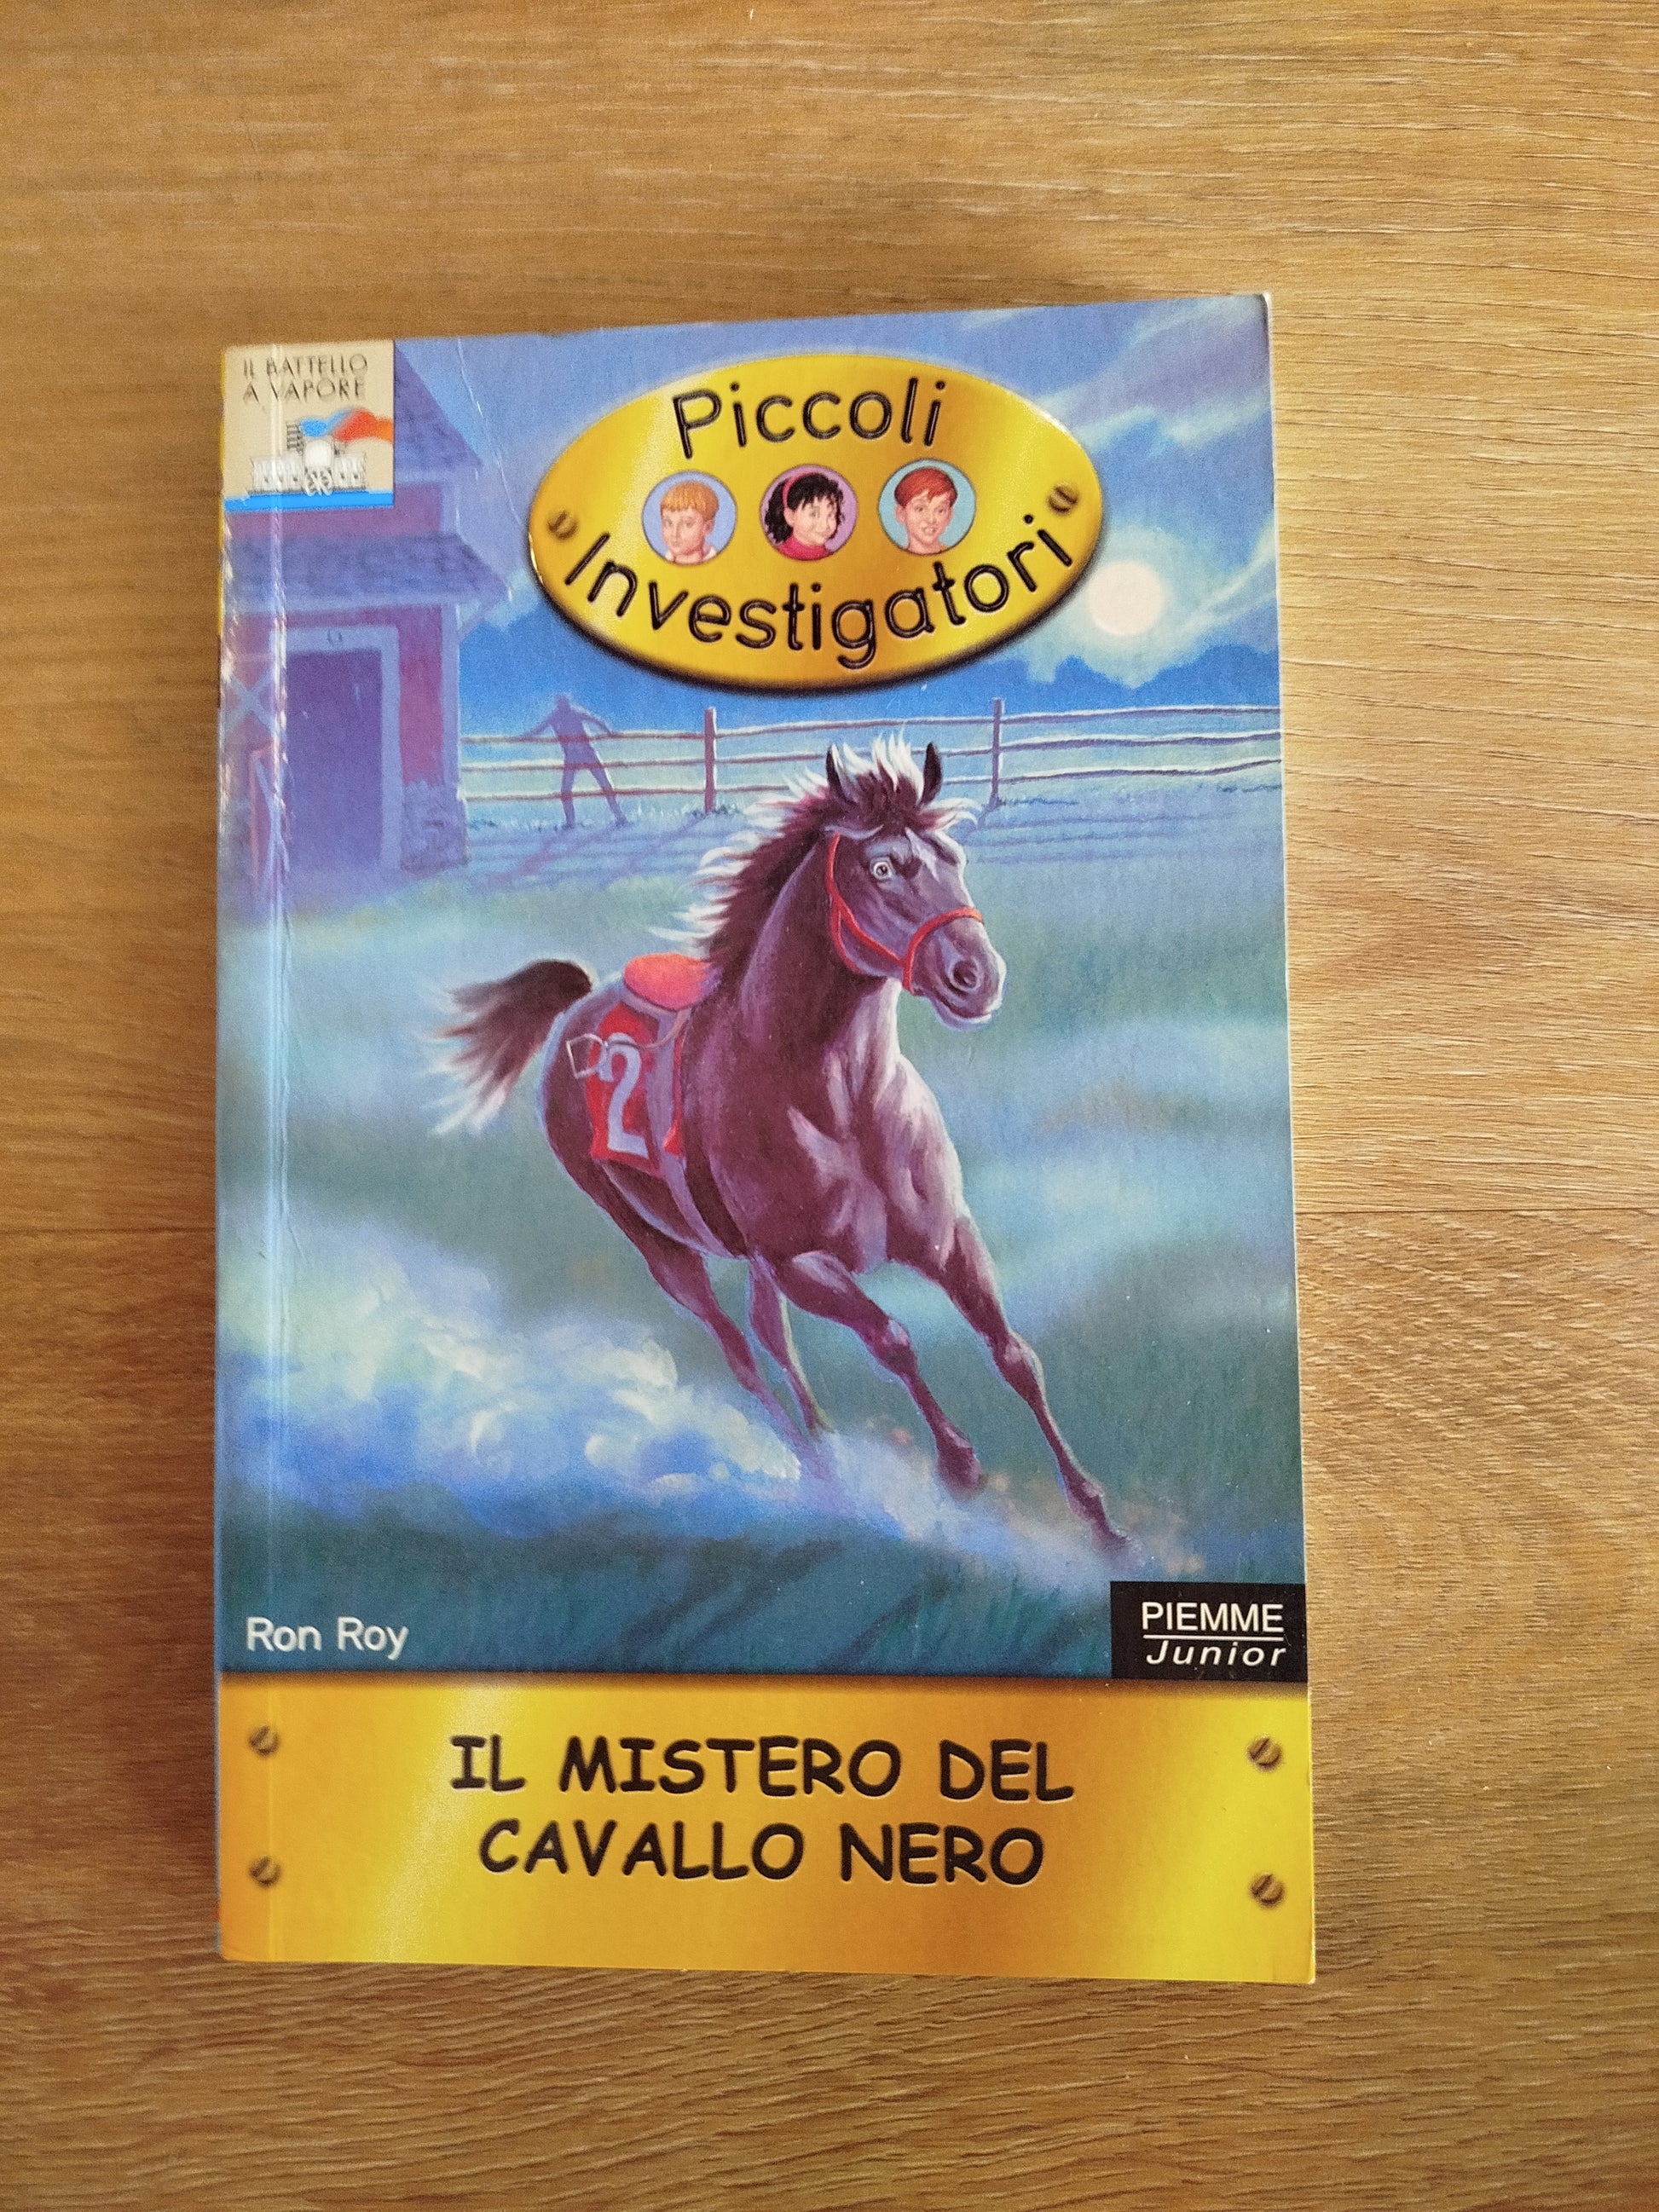 IL BATTELLO
A VAPORE
Piccoli
Investigatori
2
Ron Roy
PIEMME
Junior
IL MISTERO DEL
CAVALLO NERO